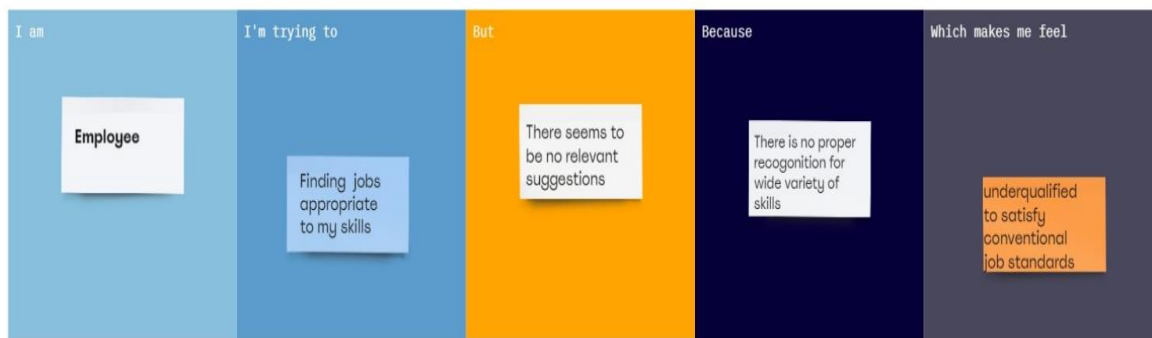 I am
Employee
I'm trying to
Finding jobs
appropriate
to my skills
But
There seems to
be no relevant
suggestions
Because
There is no proper
recogonition for
wide variety of
skills
Which makes me feel
underqualified
to satisfy
conventional
job standards